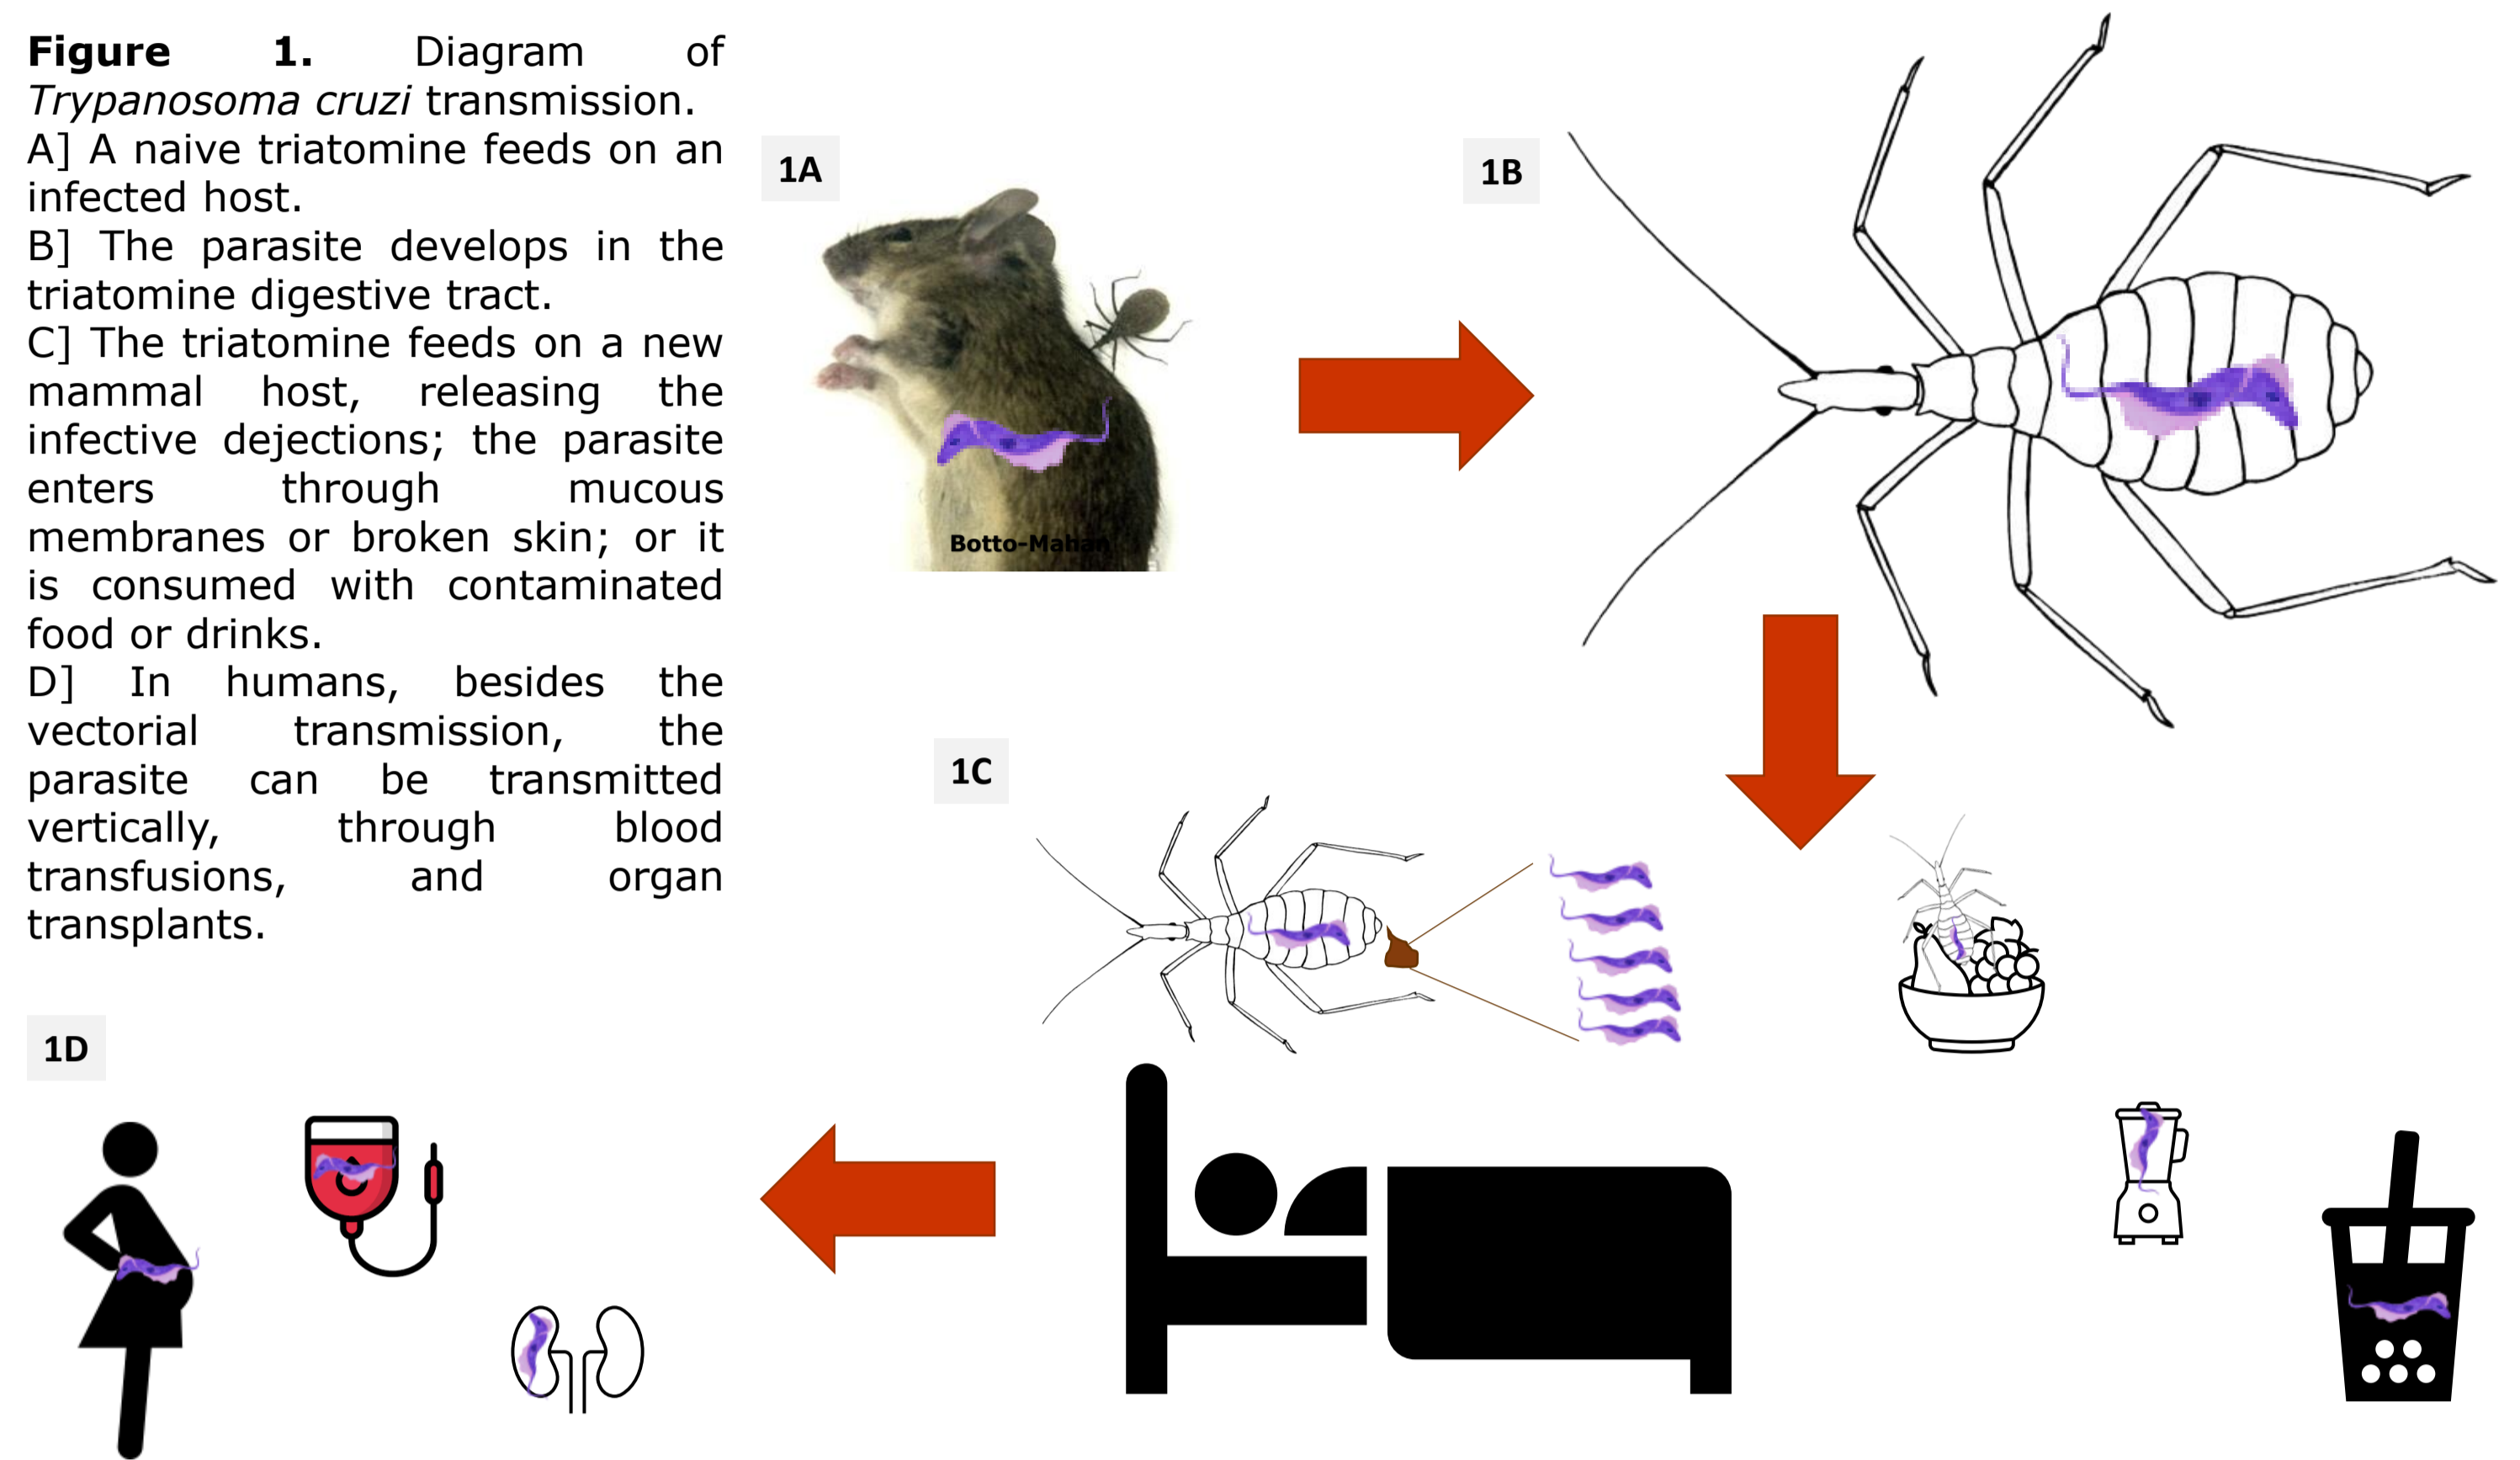 Figure 1. Diagram of
Trypanosoma cruzi transmission.
A] A naive triatomine feeds on an
infected host.
B] The parasite develops in the
triatomine digestive tract.
C] The triatomine feeds on a new
mammal host, releasing the
infective dejections; the parasite
enters through mucous
membranes or broken skin; or it
is consumed with contaminated
food or drinks.
D] In humans, besides the
vectorial transmission, the
parasite can be transmitted
vertically, through blood
transfusions, and organ
transplants.
1A
1B
Botto-Mahan
1C
1D